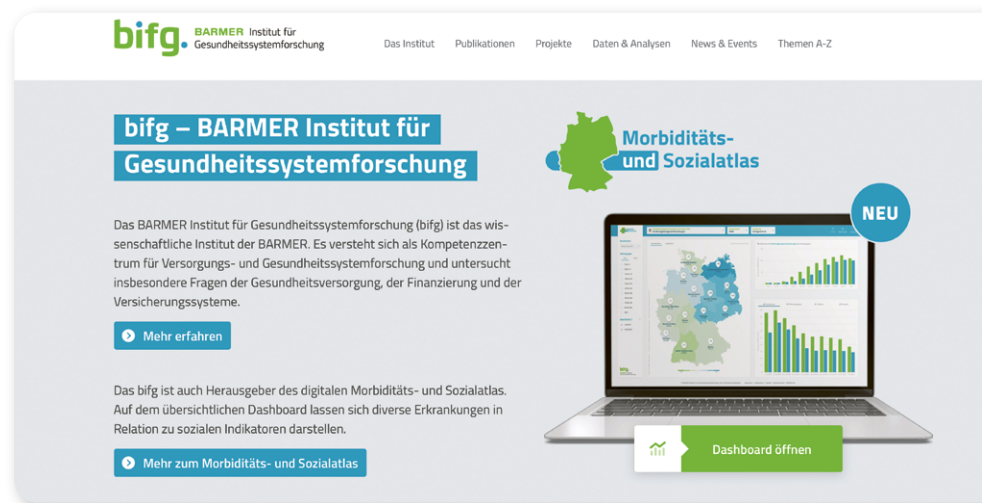 bifg. BARMER Institut für
Gesundheitssystemforschung
Das Institut Publikationen Projekte Daten & Analysen News & Events Themen A-Z
bifg – BARMER Institut für
Gesundheitssystemforschung
Das BARMER Institut für Gesundheitssystemforschung (bifg) ist das wis-
senschaftliche Institut der BARMER. Es versteht sich als Kompetenzzen-
trum für Versorgungs- und Gesundheitssystemforschung und untersucht
insbesondere Fragen der Gesundheitsversorgung, der Finanzierung und der
Versicherungssysteme.
Mehr erfahren
Das bifg ist auch Herausgeber des digitalen Morbiditäts- und Sozialatlas.
Auf dem übersichtlichen Dashboard lassen sich diverse Erkrankungen in
Relation zu sozialen Indikatoren darstellen.
Mehr zum Morbiditäts- und Sozialatlas
Morbiditäts-
und Sozialatlas
NEU
bifg
Dashboard öffnen